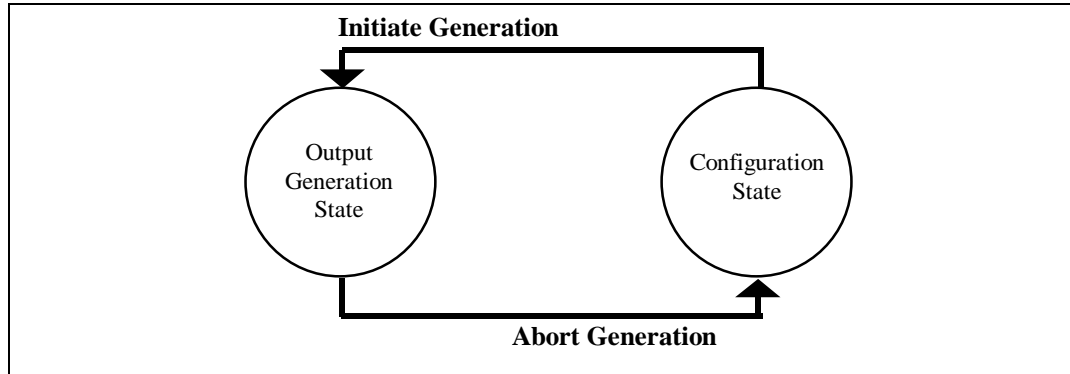 Initiate Generation
Output
Generation
State
Configuration
State
Abort Generation